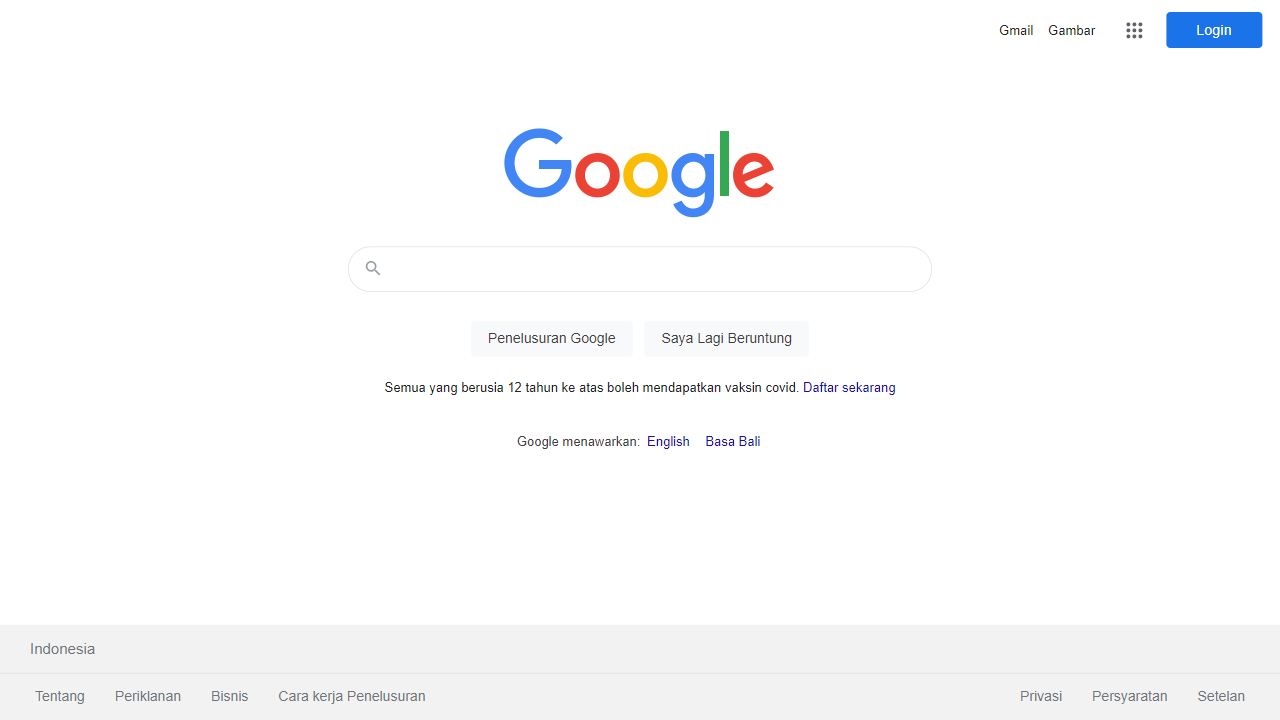 Gmail Gambar Login
Google
Penelusuran Google Saya Lagi Beruntung
Semua yang berusia 12 tahun ke atas boleh mendapatkan vaksin covid. Daftar sekarang
Google menawarkan: English Basa Bali
Indonesia
Tentang Periklanan Bisnis Cara kerja Penelusuran Privasi Persyaratan Setelan